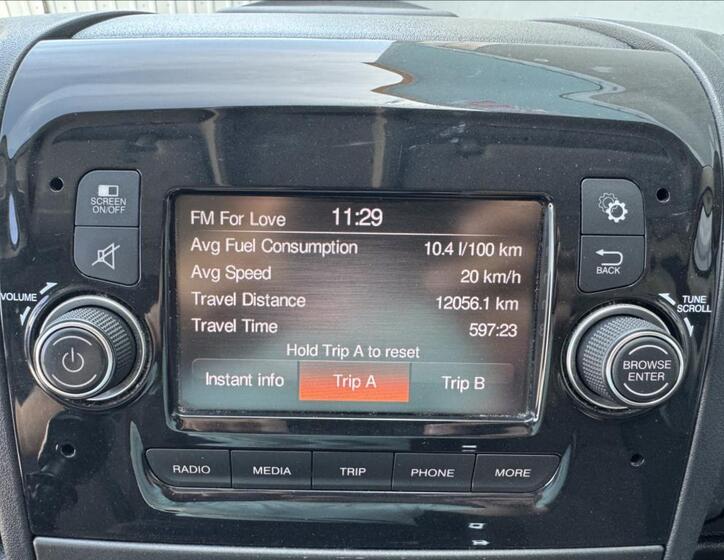 SCREEN
ON/OFF
FM For Love 11:29
Avg Fuel Consumption 10.4 l/100 km
Avg Speed 20 km/h
Travel Distance 12056.1 km
Travel Time 597:23
Hold Trip A to reset
Instant info Trip A Trip B
BACK
VOLUME
TUNE
SCROLL
BROWSE
ENTER
RADIO MEDIA TRIP PHONE MORE